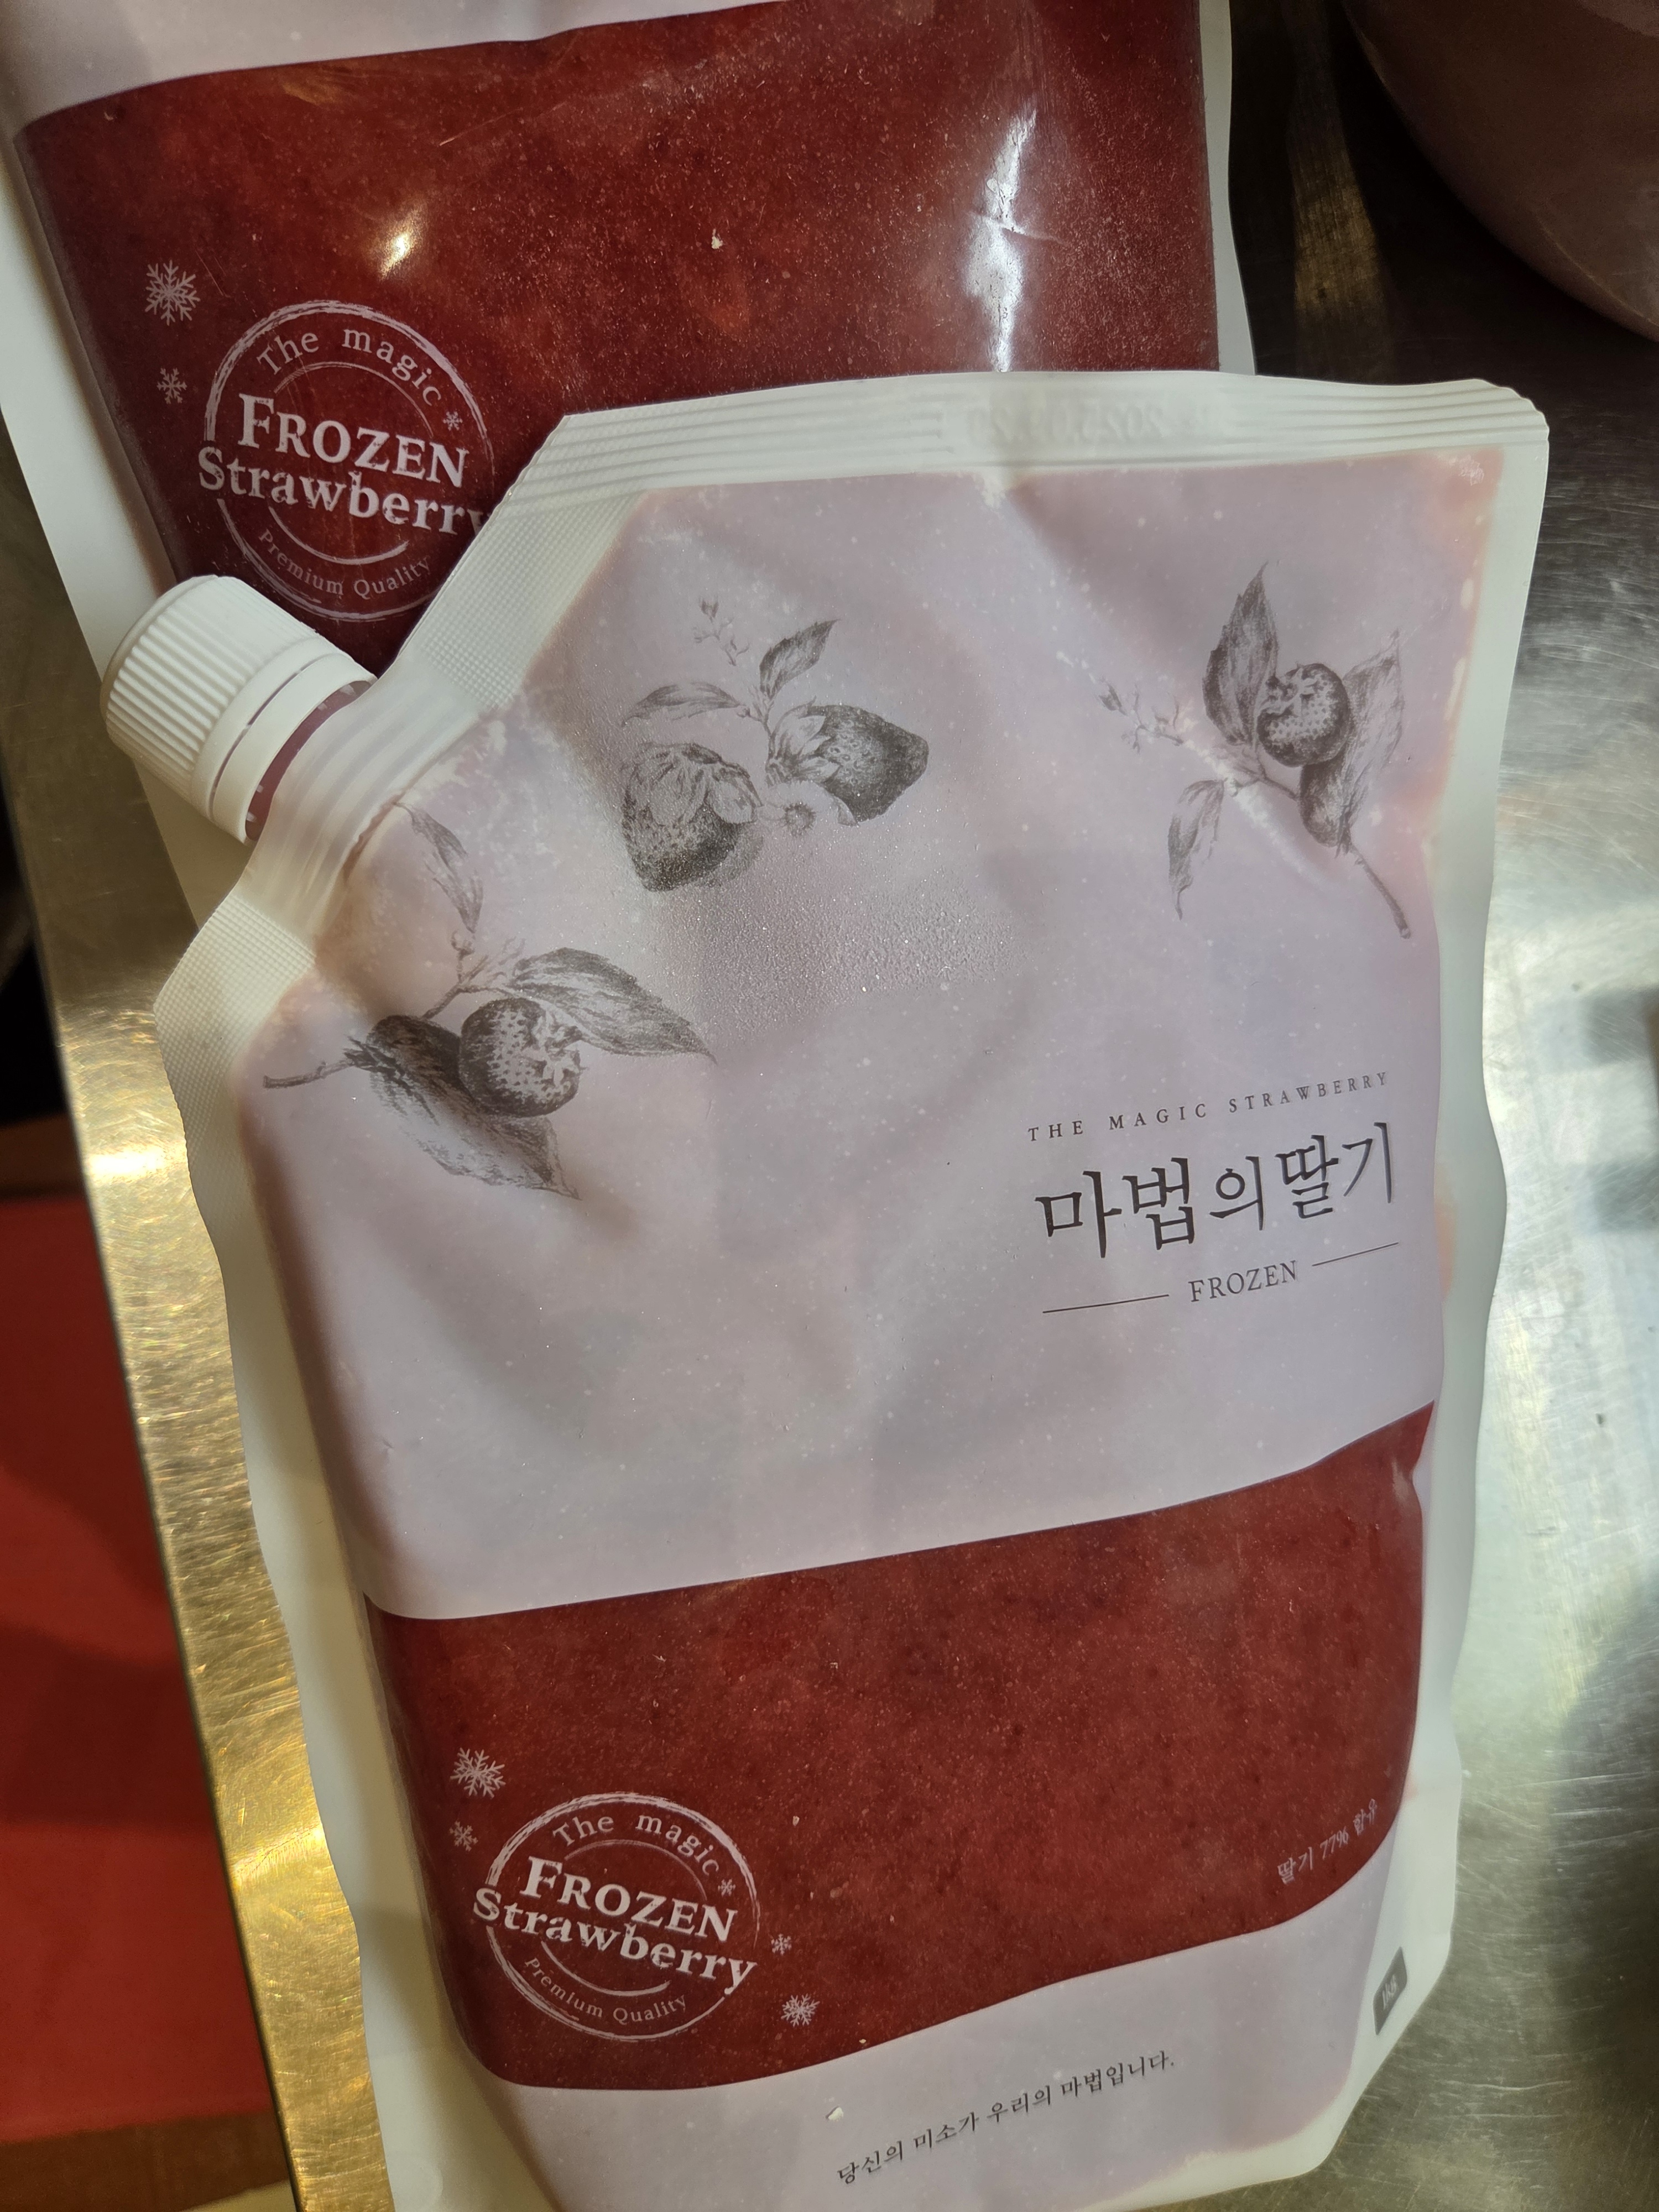 The magic
FROZEN
Strawberry
Premium Quality
THE MAGIC STRAWBERRY
마법의딸기
FROZEN
딸기 77% 함유
The magic
FROZEN
Strawberry
Premium Quality
1kg
당신의 미소가 우리의 마법입니다.